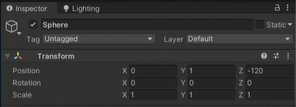 Inspector Lighting
Sphere Static
Tag Untagged Layer Default
Transform
Position X 0 Y 1 Z -120
Rotation X 0 Y 0 Z 0
Scale X 1 Y 1 Z 1